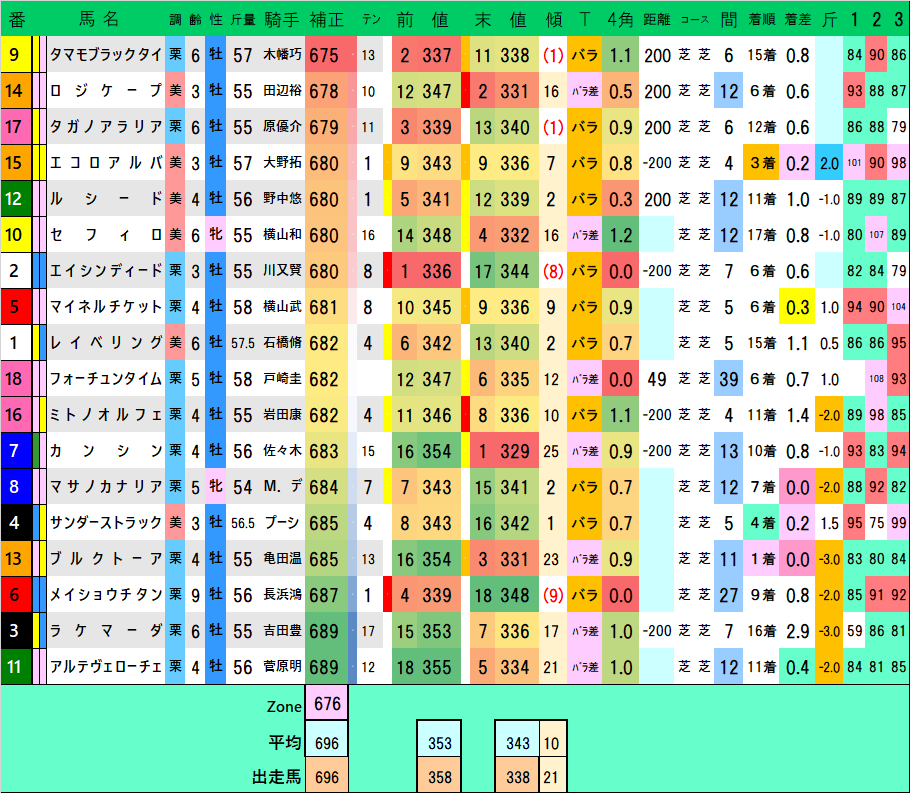 番 馬名 調 齢 性 斤量 騎手 補正 テン 前 値 末 値 傾 T 4角 距離 コース 間 着順 着差 斤 1 2 3
9 タマモブラックタイ 栗 6 牡 57 木幡巧 675 13 2 337 11 338 (1) バラ 1.1 200 芝 芝 6 15着 0.8 84 90 86
14 ロジケープ 美 3 牡 55 田辺裕 678 10 12 347 2 331 16 バラ差 0.5 200 芝 芝 12 6着 0.6 93 88 87
17 タガノアラリア 栗 6 牡 55 原優介 679 11 3 339 13 340 (1) バラ 0.9 200 芝 芝 6 12着 0.6 86 88 79
15 エコロアルバ 美 3 牡 57 大野拓 680 1 9 343 9 336 7 バラ 0.8 -200 芝 芝 4 3着 0.2 2.0 101 90 98
12 ルシード 美 4 牡 56 野中悠 680 1 5 341 12 339 2 バラ 0.3 200 芝 芝 12 11着 1.0 -1.0 89 89 87
10 セフィロ 美 6 牝 55 横山和 680 16 14 348 4 332 16 バラ差 1.2 芝 芝 12 17着 0.8 -1.0 80 107 89
2 エイシンディード 栗 3 牡 55 川又賢 680 8 1 336 17 344 (8) バラ 0.0 -200 芝 芝 7 6着 0.6 82 84 79
5 マイネルチケット 栗 4 牡 58 横山武 681 8 10 345 9 336 9 バラ 0.9 芝 芝 5 6着 0.3 1.0 94 90 104
1 レイベリング 美 6 牡 57.5 石橋脩 682 4 6 342 13 340 2 バラ 0.7 芝 芝 5 15着 1.1 0.5 86 86 95
18 フォーチュンタイム 栗 5 牡 58 戸崎圭 682 12 347 6 335 12 バラ差 0.0 49 芝 芝 39 6着 0.7 1.0 108 93
16 ミトノオルフェ 栗 4 牡 55 岩田康 682 4 11 346 8 336 10 バラ 1.1 -200 芝 芝 4 11着 1.4 -2.0 89 98 85
7 カンシン 栗 4 牡 56 佐々木 683 15 16 354 1 329 25 バラ差 0.9 -200 芝 芝 13 10着 0.8 -1.0 93 83 94
8 マサノカナリア 栗 5 牝 54 M．デ 684 7 7 343 15 341 2 バラ 0.7 芝 芝 12 7着 0.0 -2.0 88 92 82
4 サンダーストラック 美 3 牡 56.5 プーシ 685 4 8 343 16 342 1 バラ 0.7 芝 芝 5 4着 0.2 1.5 95 75 99
13 ブルクトーア 栗 4 牡 55 亀田温 685 13 16 354 3 331 23 バラ差 0.9 芝 芝 11 1着 0.0 -3.0 83 80 84
6 メイショウチタン 栗 9 牡 56 長浜鴻 687 1 4 339 18 348 (9) バラ 0.0 芝 芝 27 9着 0.8 -2.0 85 91 92
3 ラケマーダ 栗 6 牡 55 吉田豊 689 17 15 353 7 336 17 バラ差 1.0 -200 芝 芝 7 16着 2.9 -3.0 59 86 81
11 アルテヴェローチェ 栗 4 牡 56 菅原明 689 12 18 355 5 334 21 バラ差 1.0 芝 芝 12 11着 0.4 -2.0 84 81 85
Zone 676
平均 696 353 343 10
出走馬 696 358 338 21